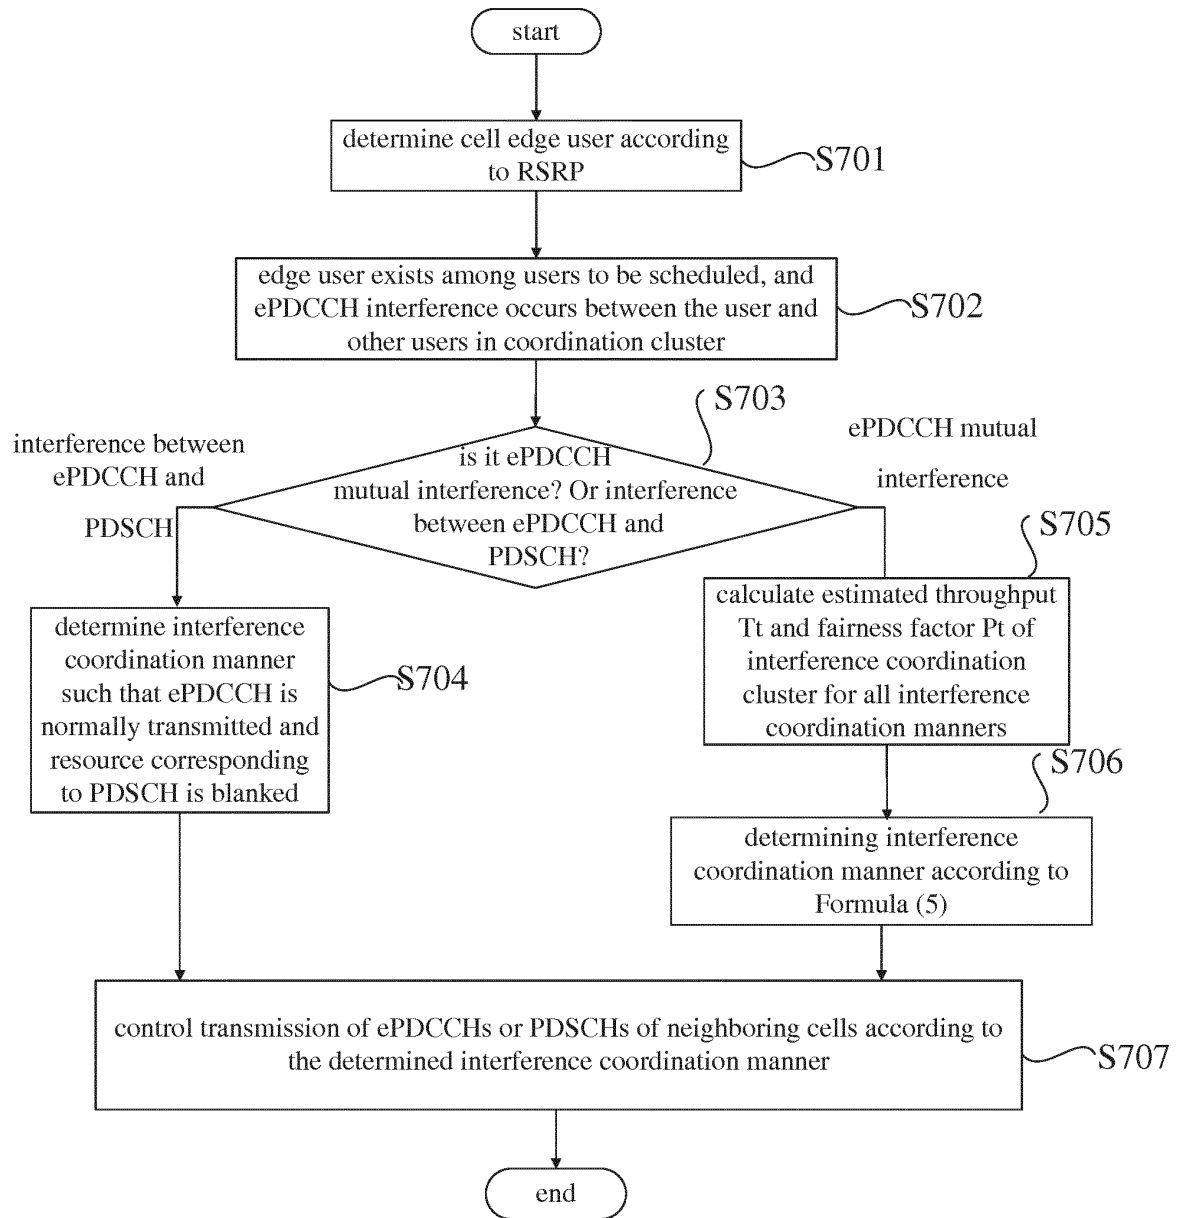 start
determine cell edge user according
to RSRP
S701
edge user exists among users to be scheduled, and
ePDCCH interference occurs between the user and
other users in coordination cluster
S702
S703
is it ePDCCH
mutual interference? Or interference
between ePDCCH and
PDSCH?
interference between
ePDCCH and
PDSCH
ePDCCH mutual
interference
determine interference
coordination manner
such that ePDCCH is
normally transmitted and
resource corresponding
to PDSCH is blanked
S704
S705
calculate estimated throughput
Tt and fairness factor Pt of
interference coordination
cluster for all interference
coordination manners
S706
determining interference
coordination manner according to
Formula (5)
control transmission of ePDCCHs or PDSCHs of neighboring cells according to
the determined interference coordination manner
S707
end